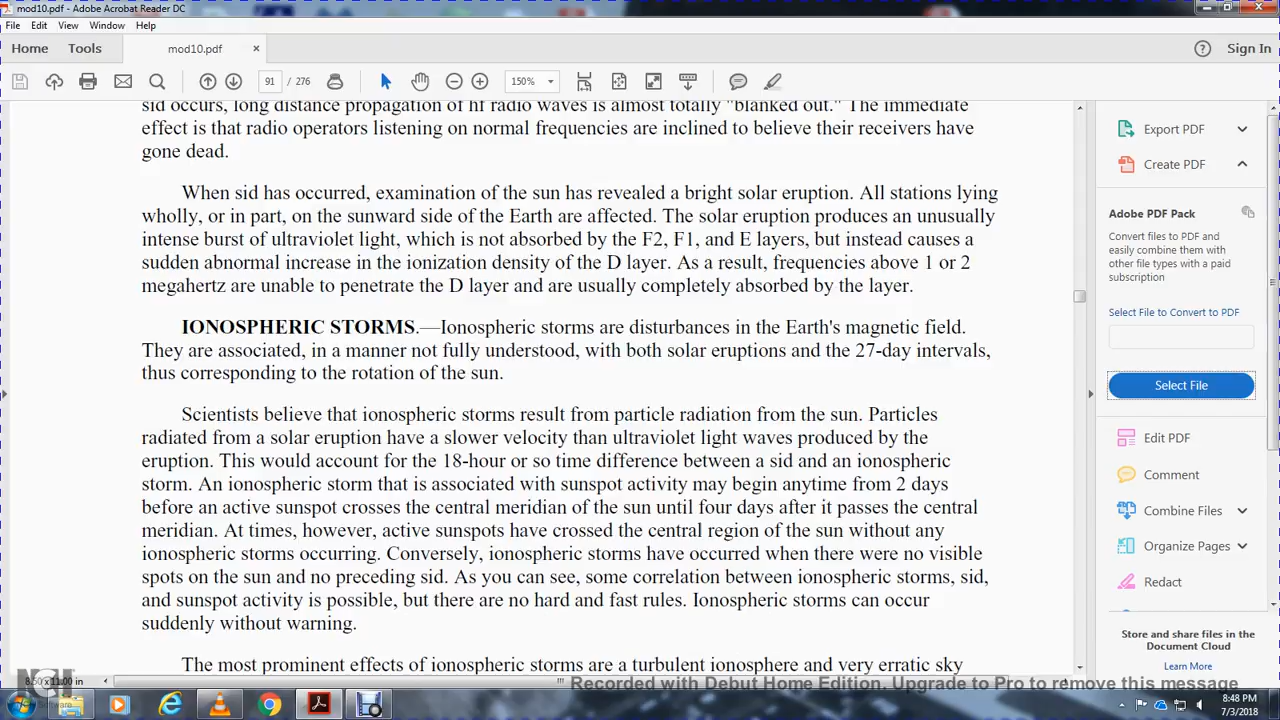 mod10.pdf - Adobe Acrobat Reader DC
File Edit View Window Help
Home Tools mod10.pdf × Sign In
91 / 276 150%
sid occurs, long distance propagation of hf radio waves is almost totally "blanked out." The immediate
effect is that radio operators listening on normal frequencies are inclined to believe their receivers have
gone dead.
When sid has occurred, examination of the sun has revealed a bright solar eruption. All stations lying
wholly, or in part, on the sunward side of the Earth are affected. The solar eruption produces an unusually
intense burst of ultraviolet light, which is not absorbed by the F2, F1, and E layers, but instead causes a
sudden abnormal increase in the ionization density of the D layer. As a result, frequencies above 1 or 2
megahertz are unable to penetrate the D layer and are usually completely absorbed by the layer.
IONOSPHERIC STORMS.—Ionospheric storms are disturbances in the Earth's magnetic field.
They are associated, in a manner not fully understood, with both solar eruptions and the 27-day intervals,
thus corresponding to the rotation of the sun.
Scientists believe that ionospheric storms result from particle radiation from the sun. Particles
radiated from a solar eruption have a slower velocity than ultraviolet light waves produced by the
eruption. This would account for the 18-hour or so time difference between a sid and an ionospheric
storm. An ionospheric storm that is associated with sunspot activity may begin anytime from 2 days
before an active sunspot crosses the central meridian of the sun until four days after it passes the central
meridian. At times, however, active sunspots have crossed the central region of the sun without any
ionospheric storms occurring. Conversely, ionospheric storms have occurred when there were no visible
spots on the sun and no preceding sid. As you can see, some correlation between ionospheric storms, sid,
and sunspot activity is possible, but there are no hard and fast rules. Ionospheric storms can occur
suddenly without warning.
The most prominent effects of ionospheric storms are a turbulent ionosphere and very erratic sky
Export PDF
Create PDF
Adobe PDF Pack
Convert files to PDF and
easily combine them with
other file types with a paid
subscription
Select File to Convert to PDF
Select File
Edit PDF
Comment
Combine Files
Organize Pages
Redact
Store and share files in the
Document Cloud
Learn More
8.50 x 11.00 in
NCH
Software
Recorded with Debut Home Edition. Upgrade to Pro to remove this message
8:48 PM
7/3/2018